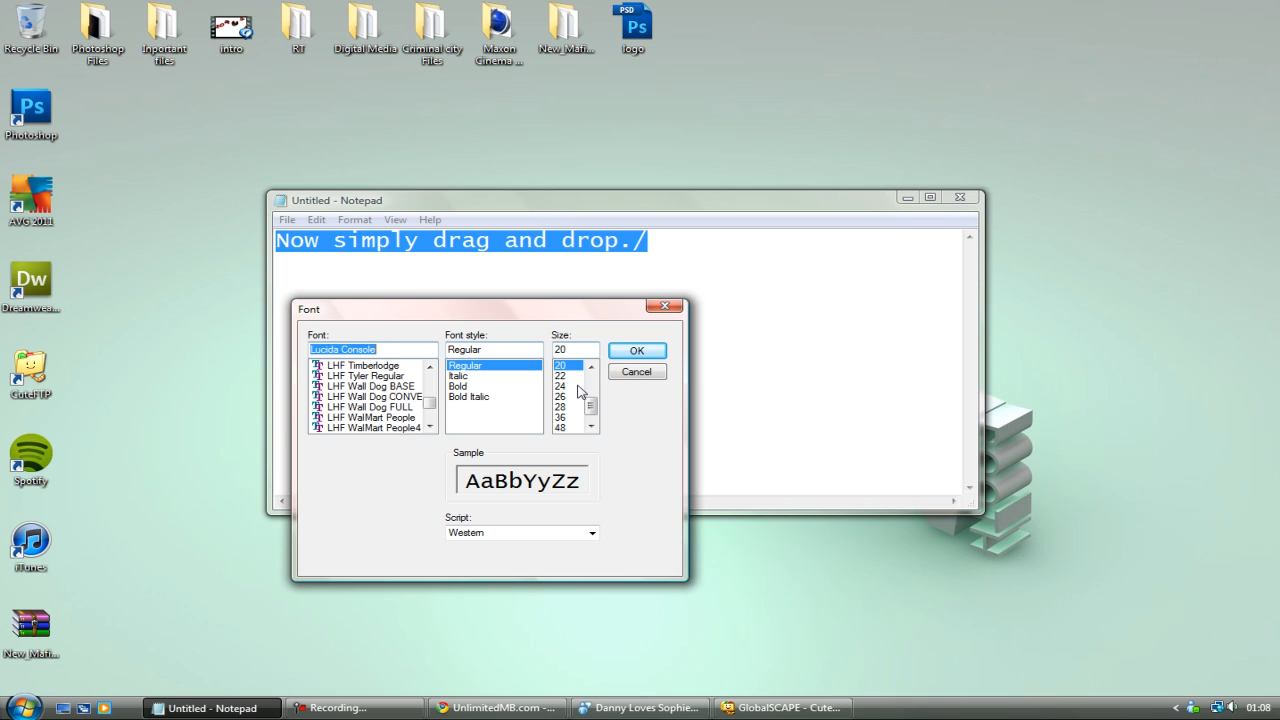 Recycle Bin
Photoshop Files
Inportant files
intro
RT
Digital Media
Criminal city Files
Maxon Cinema ...
New_Mafi...
PSD
Ps
logo
Ps
Photoshop
AVG 2011
Dw
Dreamwea...
CuteFTP
Spotify
iTunes
New_Mafi...
Untitled - Notepad
File Edit Format View Help
Now simply drag and drop./
Font
Font: Font style: Size:
Lucida Console Regular 20 OK
LHF Timberlodge Regular 20
LHF Tyler Regular Italic 22 Cancel
LHF Wall Dog BASE Bold 24
LHF Wall Dog CONVE Bold Italic 26
LHF Wall Dog FULL 28
LHF WalMart People 36
LHF WalMart People4 48
Sample
AaBbYyZz
Script:
Western
Untitled - Notepad Recording... UnlimitedMB.com -... Danny Loves Sophie... GlobalSCAPE - Cute... < 01:08